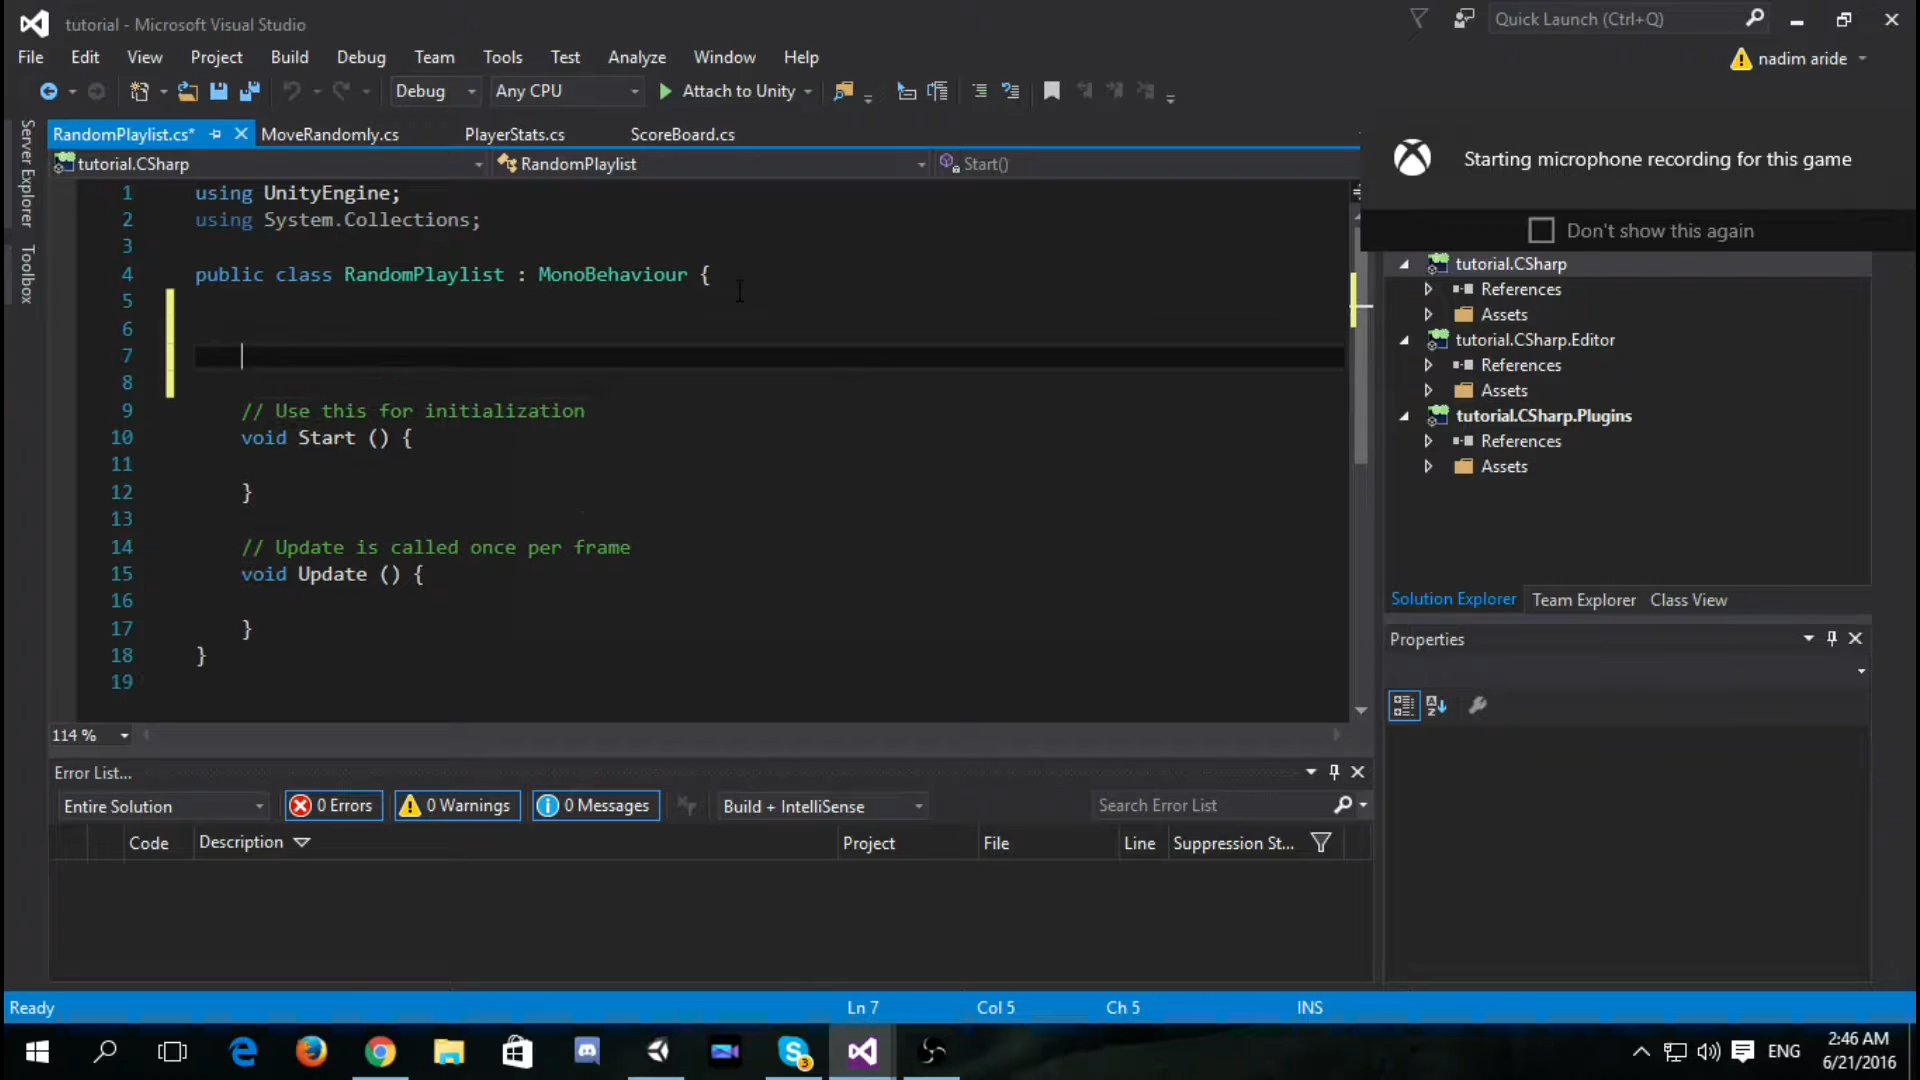 tutorial - Microsoft Visual Studio
Quick Launch (Ctrl+Q)
File Edit View Project Build Debug Team Tools Test Analyze Window Help
nadim aride
Debug Any CPU Attach to Unity
Server Explorer
Toolbox
RandomPlaylist.cs* MoveRandomly.cs PlayerStats.cs ScoreBoard.cs
tutorial.CSharp RandomPlaylist Start()
Starting microphone recording for this game
Don't show this again
1 using UnityEngine;
2 using System.Collections;
3
4 public class RandomPlaylist : MonoBehaviour {
5
6
7
8
9 // Use this for initialization
10 void Start () {
11
12 }
13
14 // Update is called once per frame
15 void Update () {
16
17 }
18 }
19
114 %
tutorial.CSharp
References
Assets
tutorial.CSharp.Editor
References
Assets
tutorial.CSharp.Plugins
References
Assets
Solution Explorer Team Explorer Class View
Properties
Error List...
Entire Solution 0 Errors 0 Warnings 0 Messages Build + IntelliSense Search Error List
Code Description Project File Line Suppression St...
Ready Ln 7 Col 5 Ch 5 INS
3
ENG
2:46 AM
6/21/2016